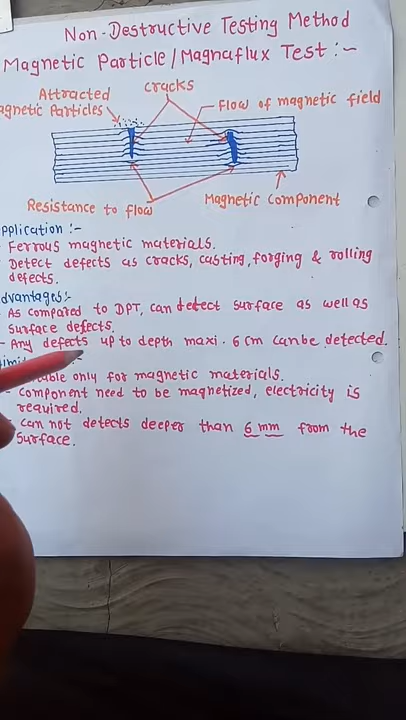 Non-Destructive Testing Method
Magnetic Particle/Magnaflux Test:~
Attracted
agnetic Particles
cracks
Flow of magnetic field
Resistance to flow
Magnetic component
pplication :-
- Ferrous magnetic materials.
- Detect defects as cracks, casting, forging & rolling
defects.
dvantages:-
- As compared to DPT, can detect surface as well as
surface defects.
- Any defects up to depth maxi. 6 cm can be detected.
able only for magnetic materials.
- component need to be magnetized, electricity is
required.
can not detects deeper than 6 mm from the
surface.